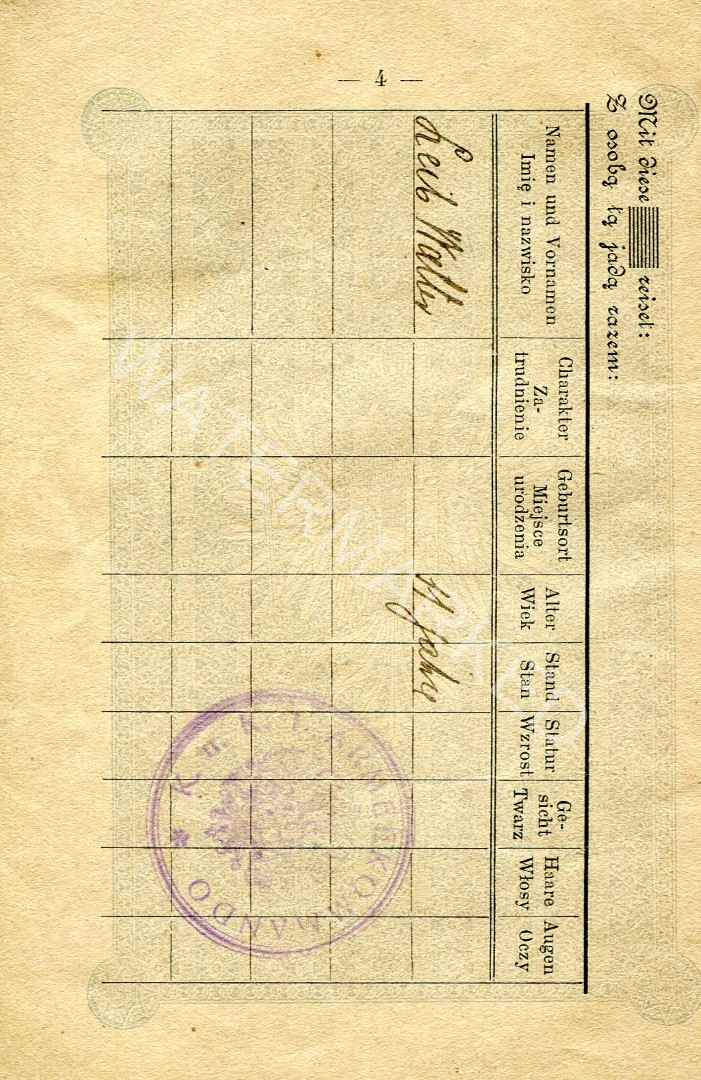 — 4 —
Mit diese reiset:
Z osobą tą jadą razem:
Namen und Vornamen
Imię i nazwisko
Charakter
Za-
trudnienie
Geburtsort
Miejsce
urodzenia
Alter
Wiek
Stand
Stan
Statur
Wzrost
Ge-
sicht
Twarz
Haare
Włosy
Augen
Oczy
Leib
11 jahr
K. u. K. ARMEEKOMMANDO *
WATERMARKED